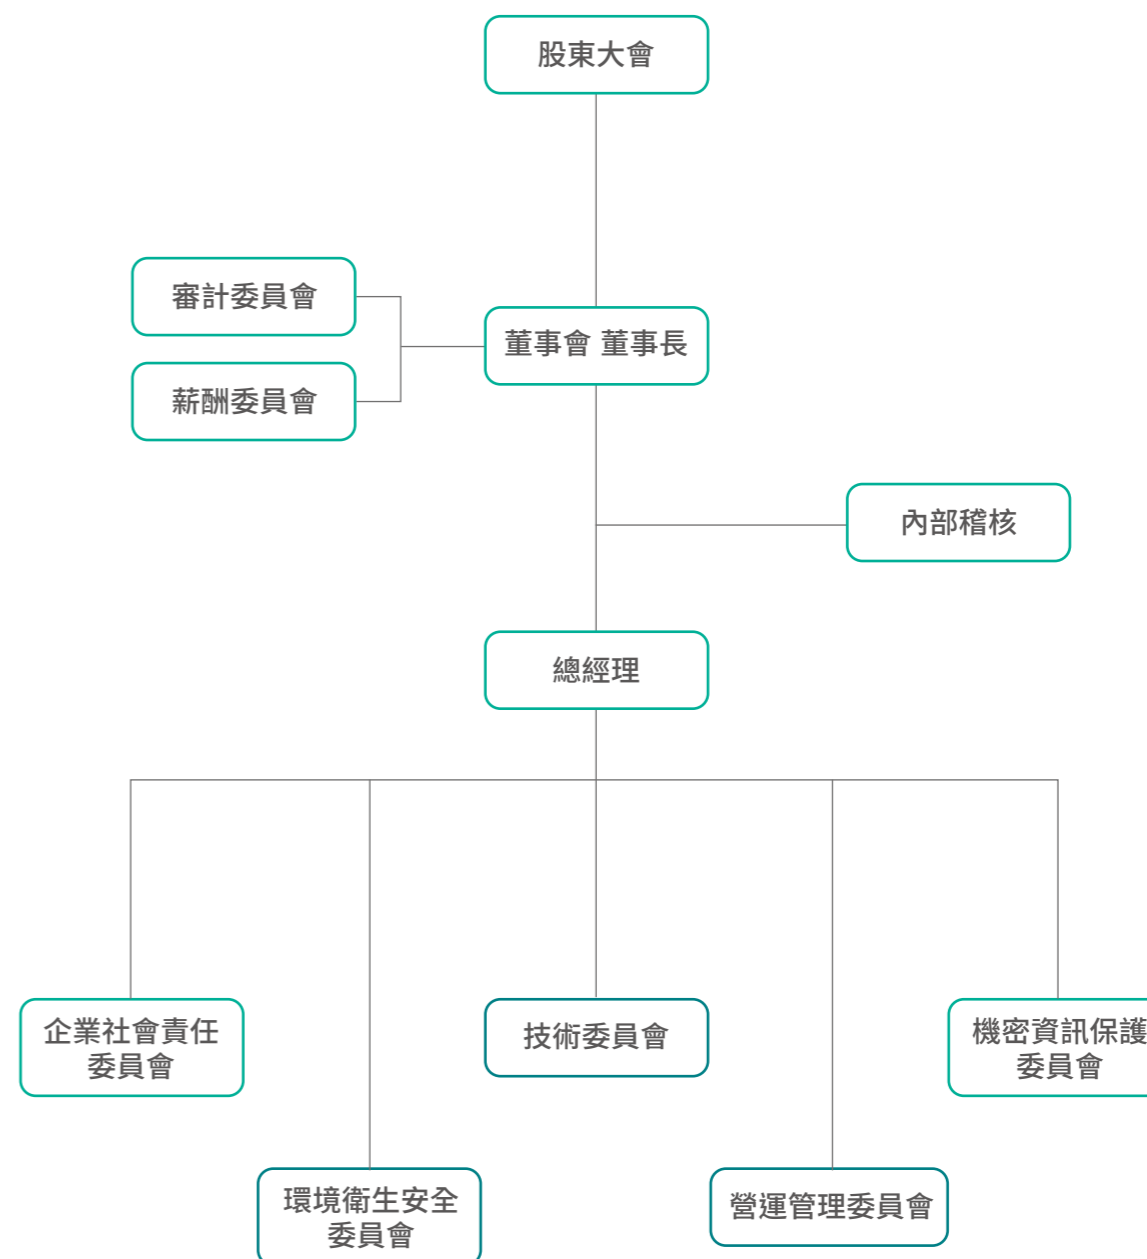 股東大會
審計委員會
董事會 董事長
薪酬委員會
內部稽核
總經理
企業社會責任
委員會
技術委員會
機密資訊保護
委員會
環境衛生安全
委員會
營運管理委員會